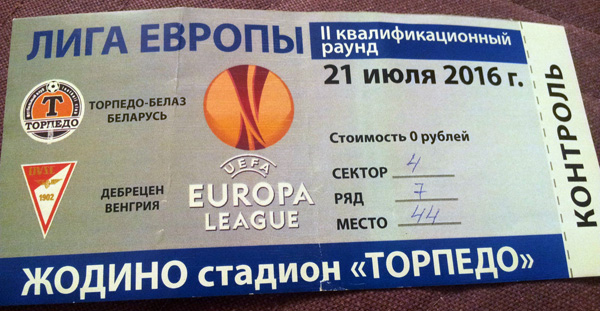 ЛИГА ЕВРОПЫ
II квалификационный
раунд
21 июля 2016 г.
ТОРПЕДО
ТОРПЕДО-БЕЛАЗ
БЕЛАРУСЬ
Стоимость 0 рублей
СЕКТОР 4
РЯД 7
МЕСТО 44
DVSC
1902
ДЕБРЕЦЕН
ВЕНГРИЯ
UEFA
EUROPA
LEAGUE
КОНТРОЛЬ
ЖОДИНО стадион «ТОРПЕДО»